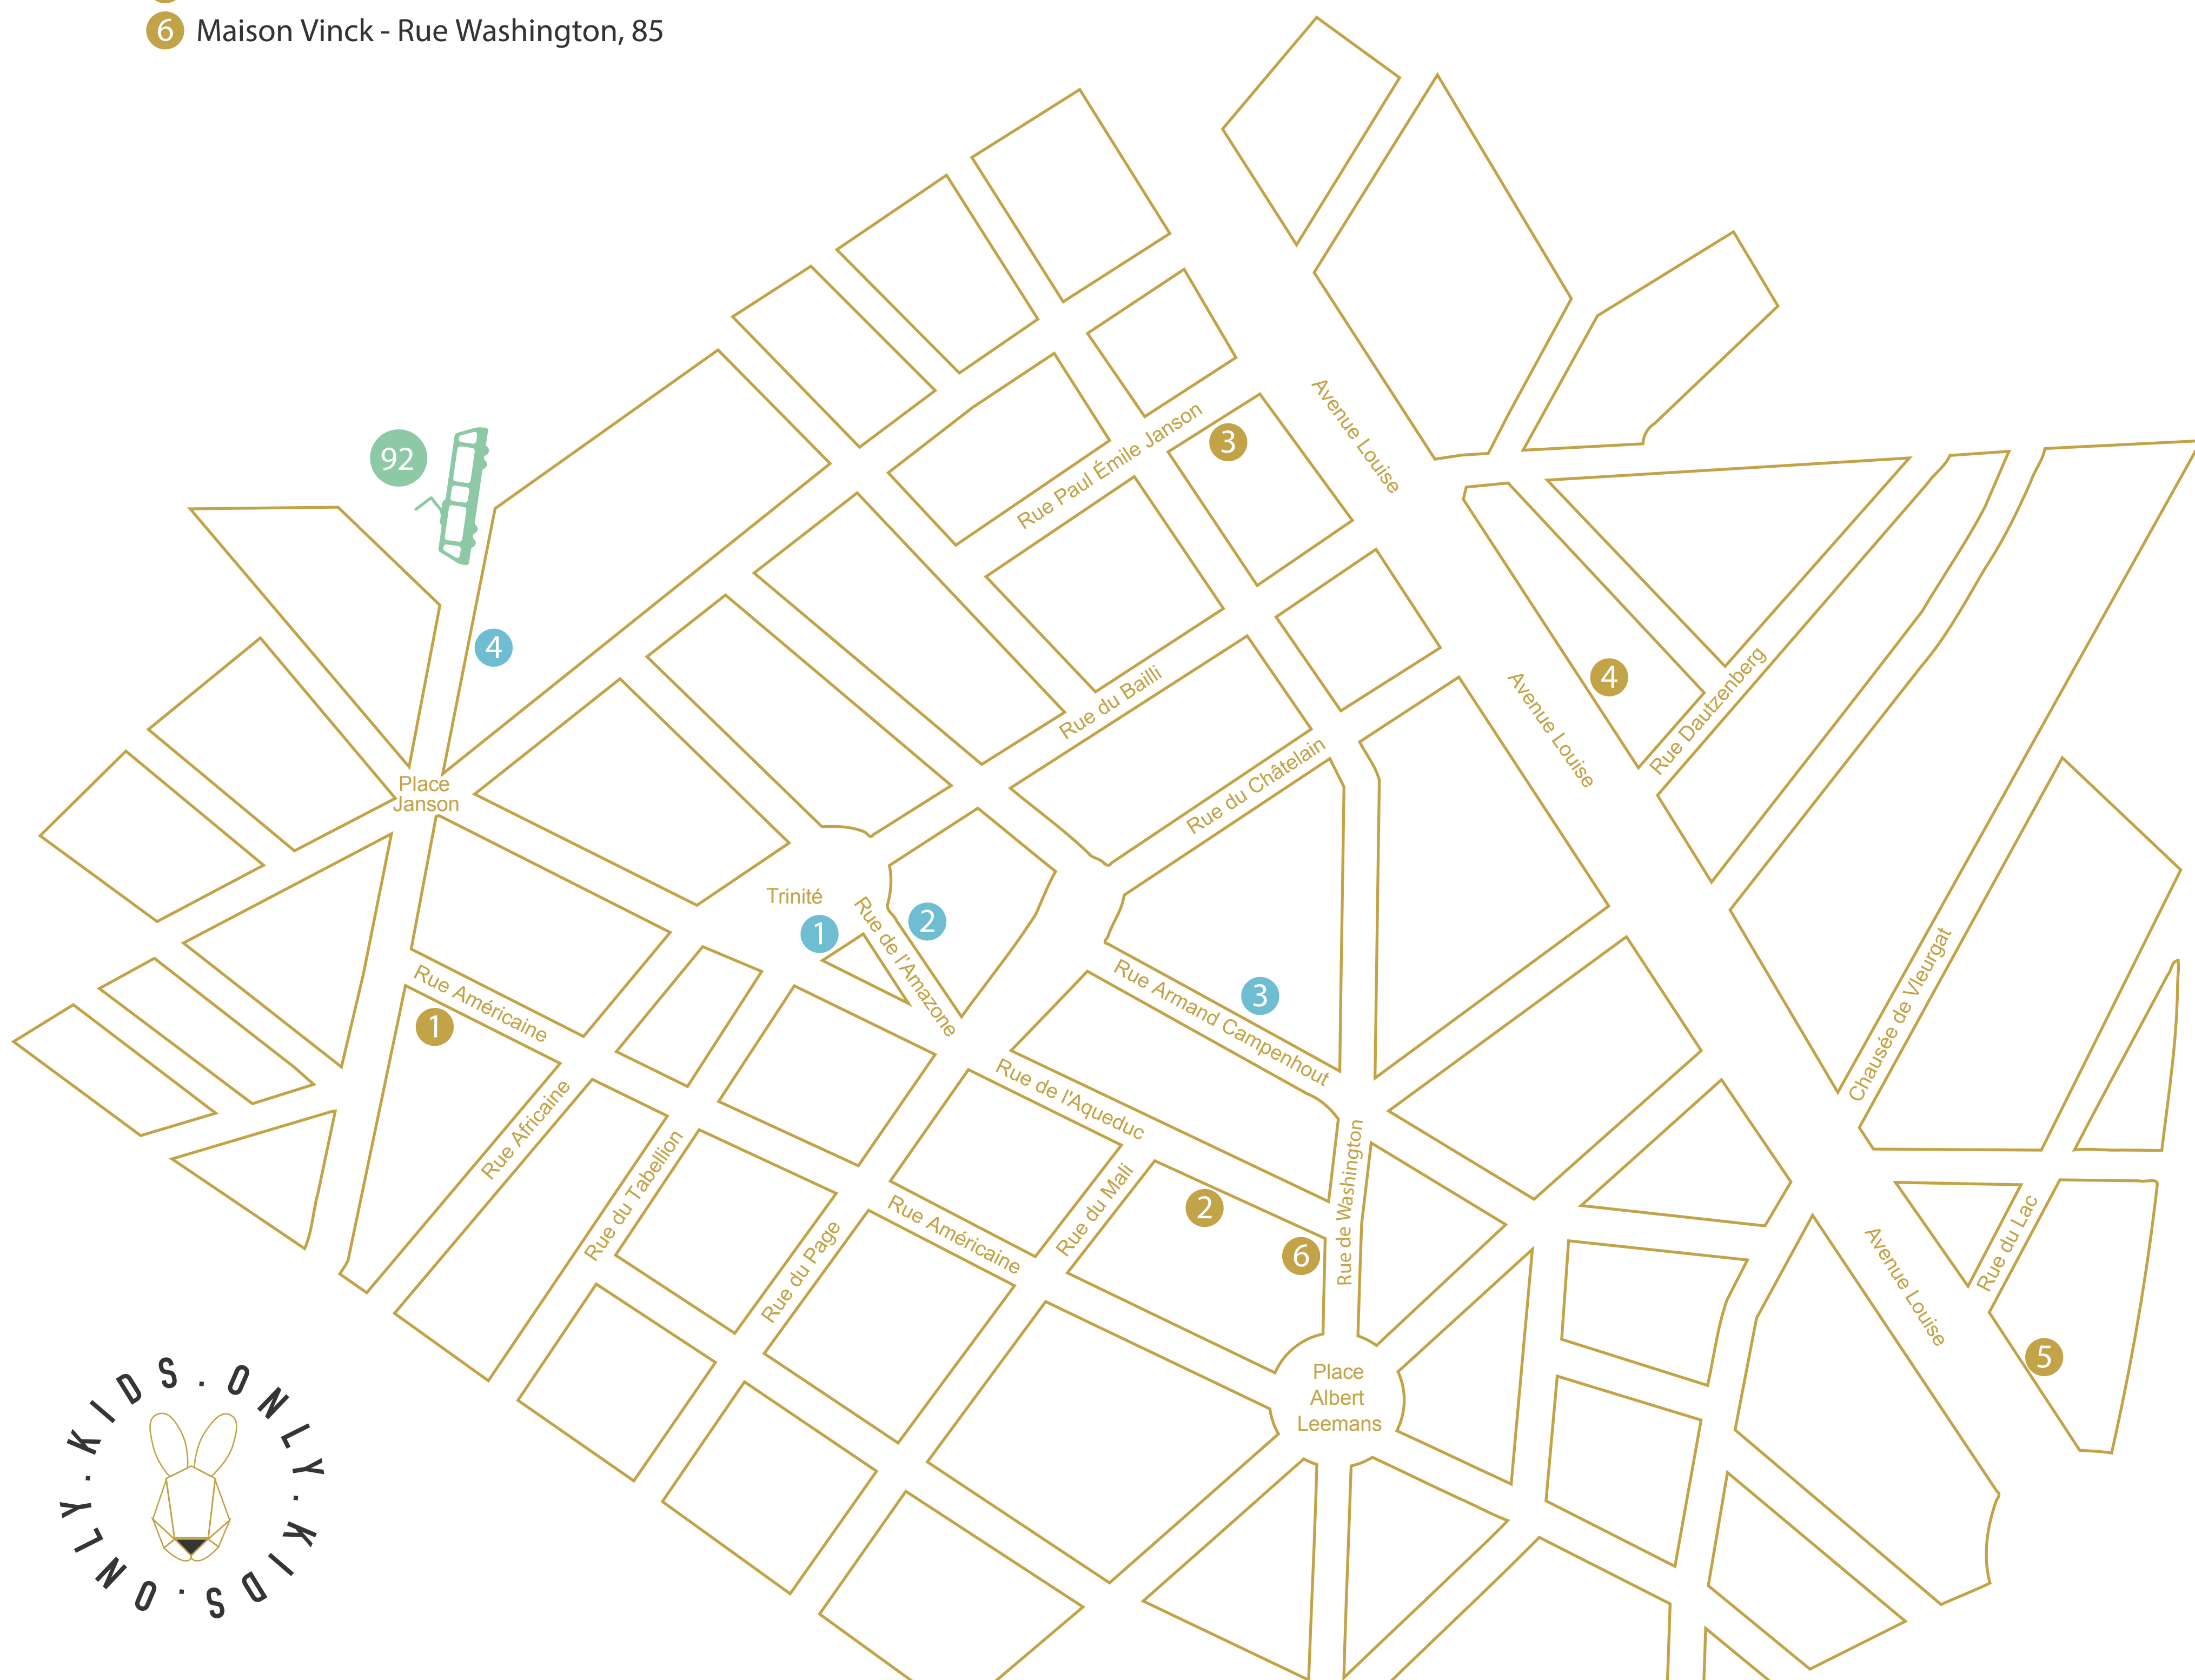 6 Maison Vinck - Rue Washington, 85
Avenue Louise
3
Rue Paul Émile Janson
92
4
4
Rue du Bailli
Avenue Louise
Rue Dautzenberg
Rue du Châtelain
Place
Janson
Trinité
1
Rue de l'Amazone
2
Rue Américaine
1
Rue Armand Campenhout
3
Chausée de Vleurgat
Rue de l'Aqueduc
Rue Africaine
Rue du Tabellion
Rue du Page
Rue Américaine
Rue du Mali
2
6
Rue de Washington
Rue du Lac
Avenue Louise
5
Place
Albert
Leemans
KIDS.ONLY.KIDS.ONLY.